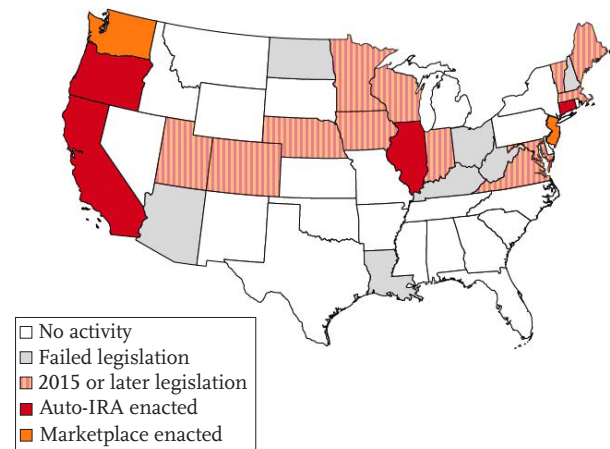 No activity
Failed legislation
2015 or later legislation
Auto-IRA enacted
Marketplace enacted